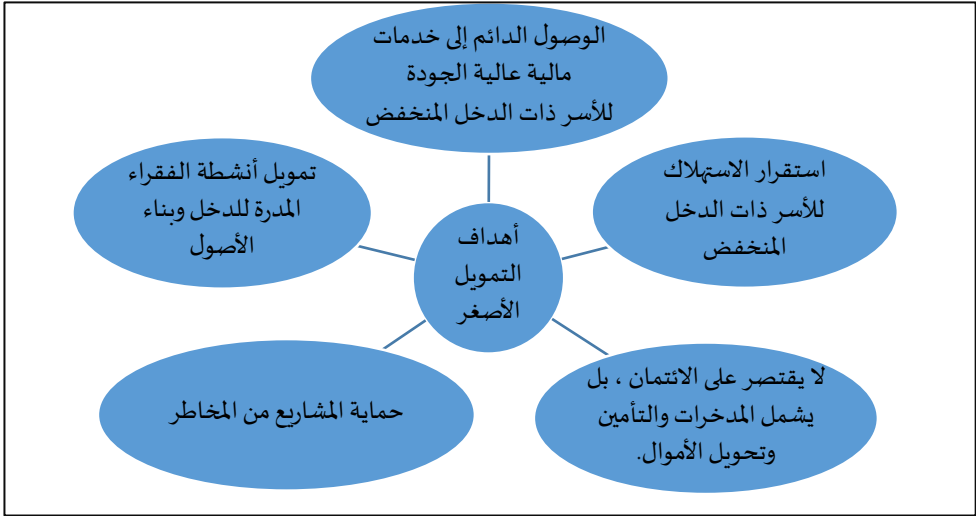 الوصول الدائم إلى خدمات
مالية عالية الجودة
للأسر ذات الدخل المنخفض
استقرار الاستهلاك
للأسر ذات الدخل
المنخفض
تمويل أنشطة الفقراء
المدرة للدخل وبناء
الأصول
أهداف
التمويل
الأصغر
لا يقتصر على الائتمان ، بل
يشمل المدخرات والتأمين
وتحويل الأموال.
حماية المشاريع من المخاطر